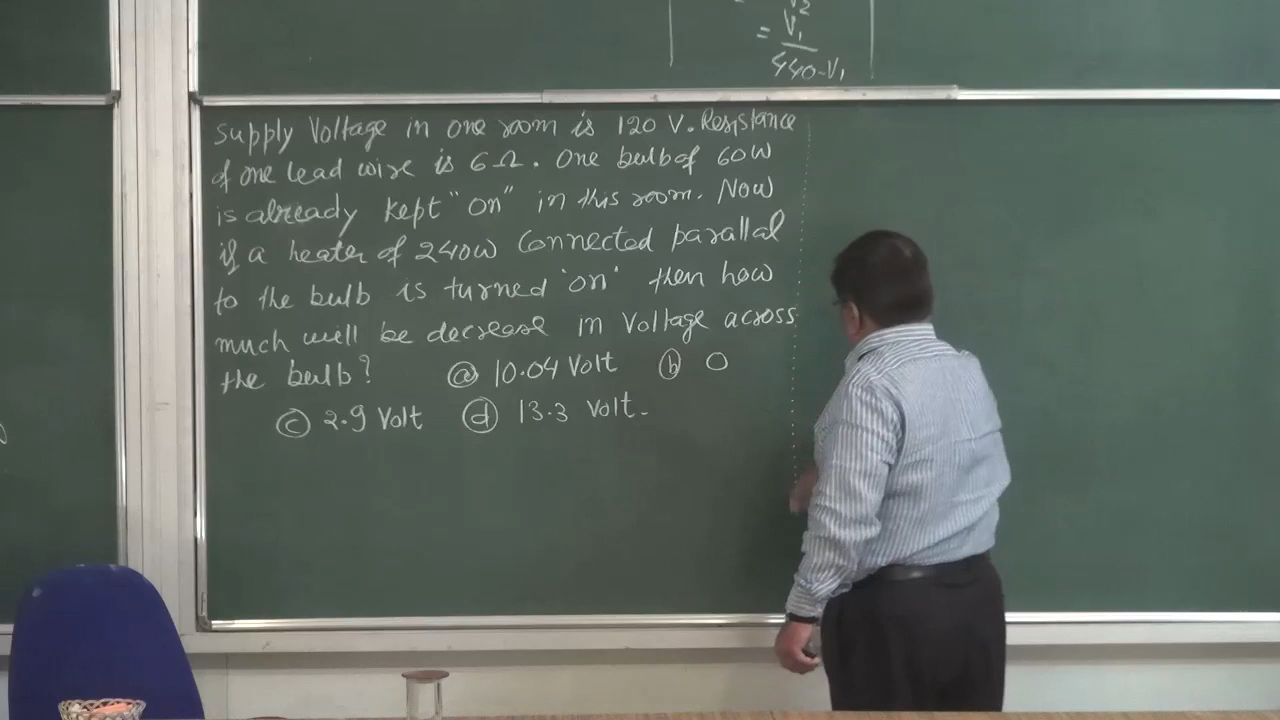 = V₁
440-V₁
Supply Voltage in one room is 120 V. Resistance
of one lead wire is 6Ω. One bulb of 60W
is already kept "on" in this room. Now
if a heater of 240W Connected parallal
to the bulb is turned 'on' then how
much will be decrease in Voltage across
the bulb? (a) 10.04 Volt (b) 0
(c) 2.9 Volt (d) 13.3 Volt.